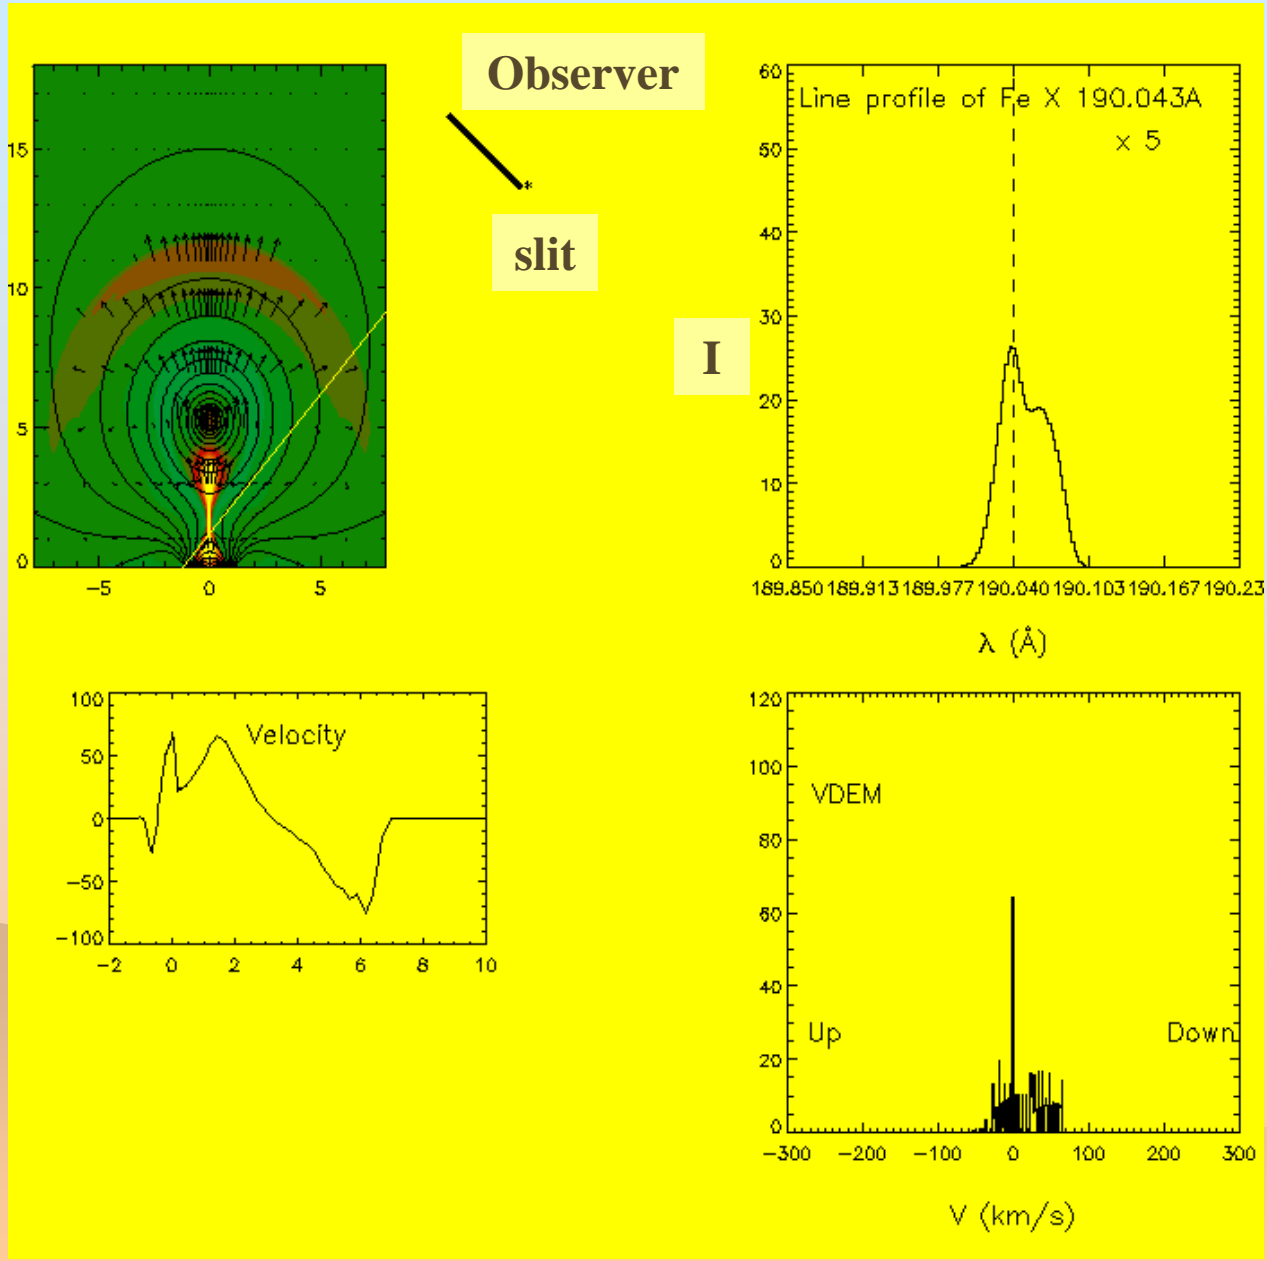 Observer
*
slit
15
10
5
0
−5 0 5
60
Line profile of Fe X 190.043A
x 5
50
40
30
20
10
0
I
189.850 189.913 189.977 190.040 190.103 190.167 190.23
λ (Å)
100
50
0
−50
−100
Velocity
−2 0 2 4 6 8 10
120
100
80
60
40
20
0
VDEM
Up Down
−300 −200 −100 0 100 200 300
V (km/s)